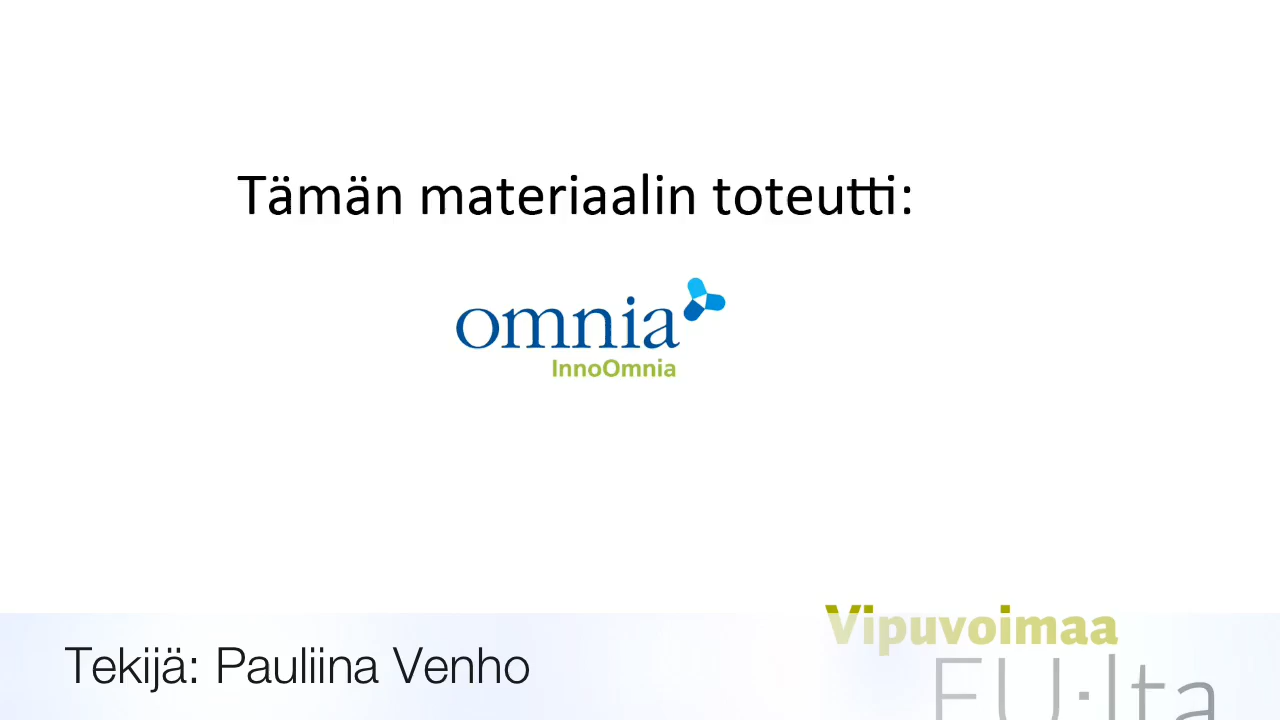 Tämän materiaalin toteutti:
omnia
InnoOmnia
Vipuvoimaa
EU:lta
Tekijä: Pauliina Venho